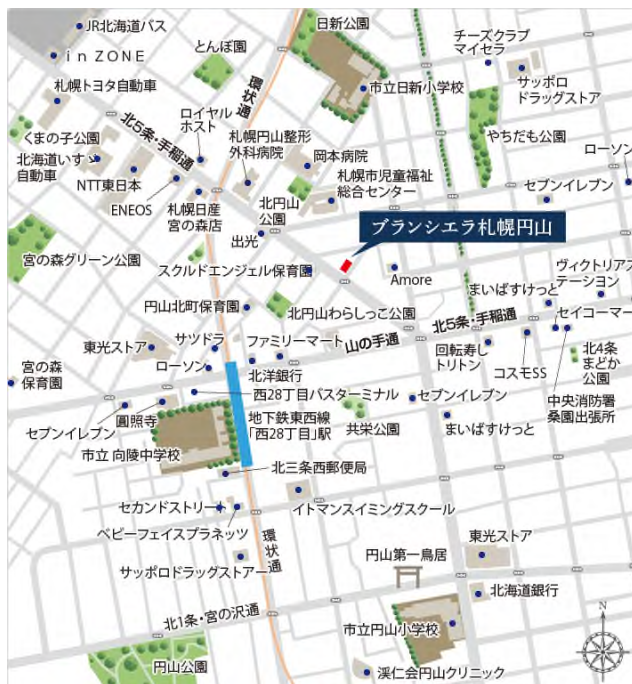 JR北海道バス
in ZONE
とんぼ園
日新公園
チーズクラブ
マイセラ
札幌トヨタ自動車
環状通
市立日新小学校
サッポロ
ドラッグストア
北5条・手稲通
ロイヤル
ホスト
くまの子公園
札幌円山整形
外科病院
岡本病院
やちだも公園
北海道いすゞ
自動車
NTT東日本
札幌市児童福祉
総合センター
ローソン
ENEOS
札幌日産
宮の森店
北円山
公園
セブンイレブン
出光
ブランシエラ札幌円山
宮の森グリーン公園
スクルドエンジェル保育園
Amore
ヴィクトリアス
テーション
まいばすけっと
円山北町保育園
北円山わらしっこ公園
北5条・手稲通
セイコーマート
東光ストア
サツドラ
ファミリーマート
山の手通
回転寿し
トリトン
コスモSS
北4条
まどか
公園
宮の森
保育園
ローソン
北洋銀行
西28丁目バスターミナル
セブンイレブン
中央消防署
桑園出張所
圓照寺
セブンイレブン
地下鉄東西線
「西28丁目」駅
共栄公園
まいばすけっと
市立 向陵中学校
北三条西郵便局
セカンドストリート
イトマンスイミングスクール
ベビーフェイスプラネッツ
環状通
東光ストア
サッポロドラッグストアー
円山第一鳥居
北海道銀行
北1条・宮の沢通
市立円山小学校
円山公園
渓仁会円山クリニック
N